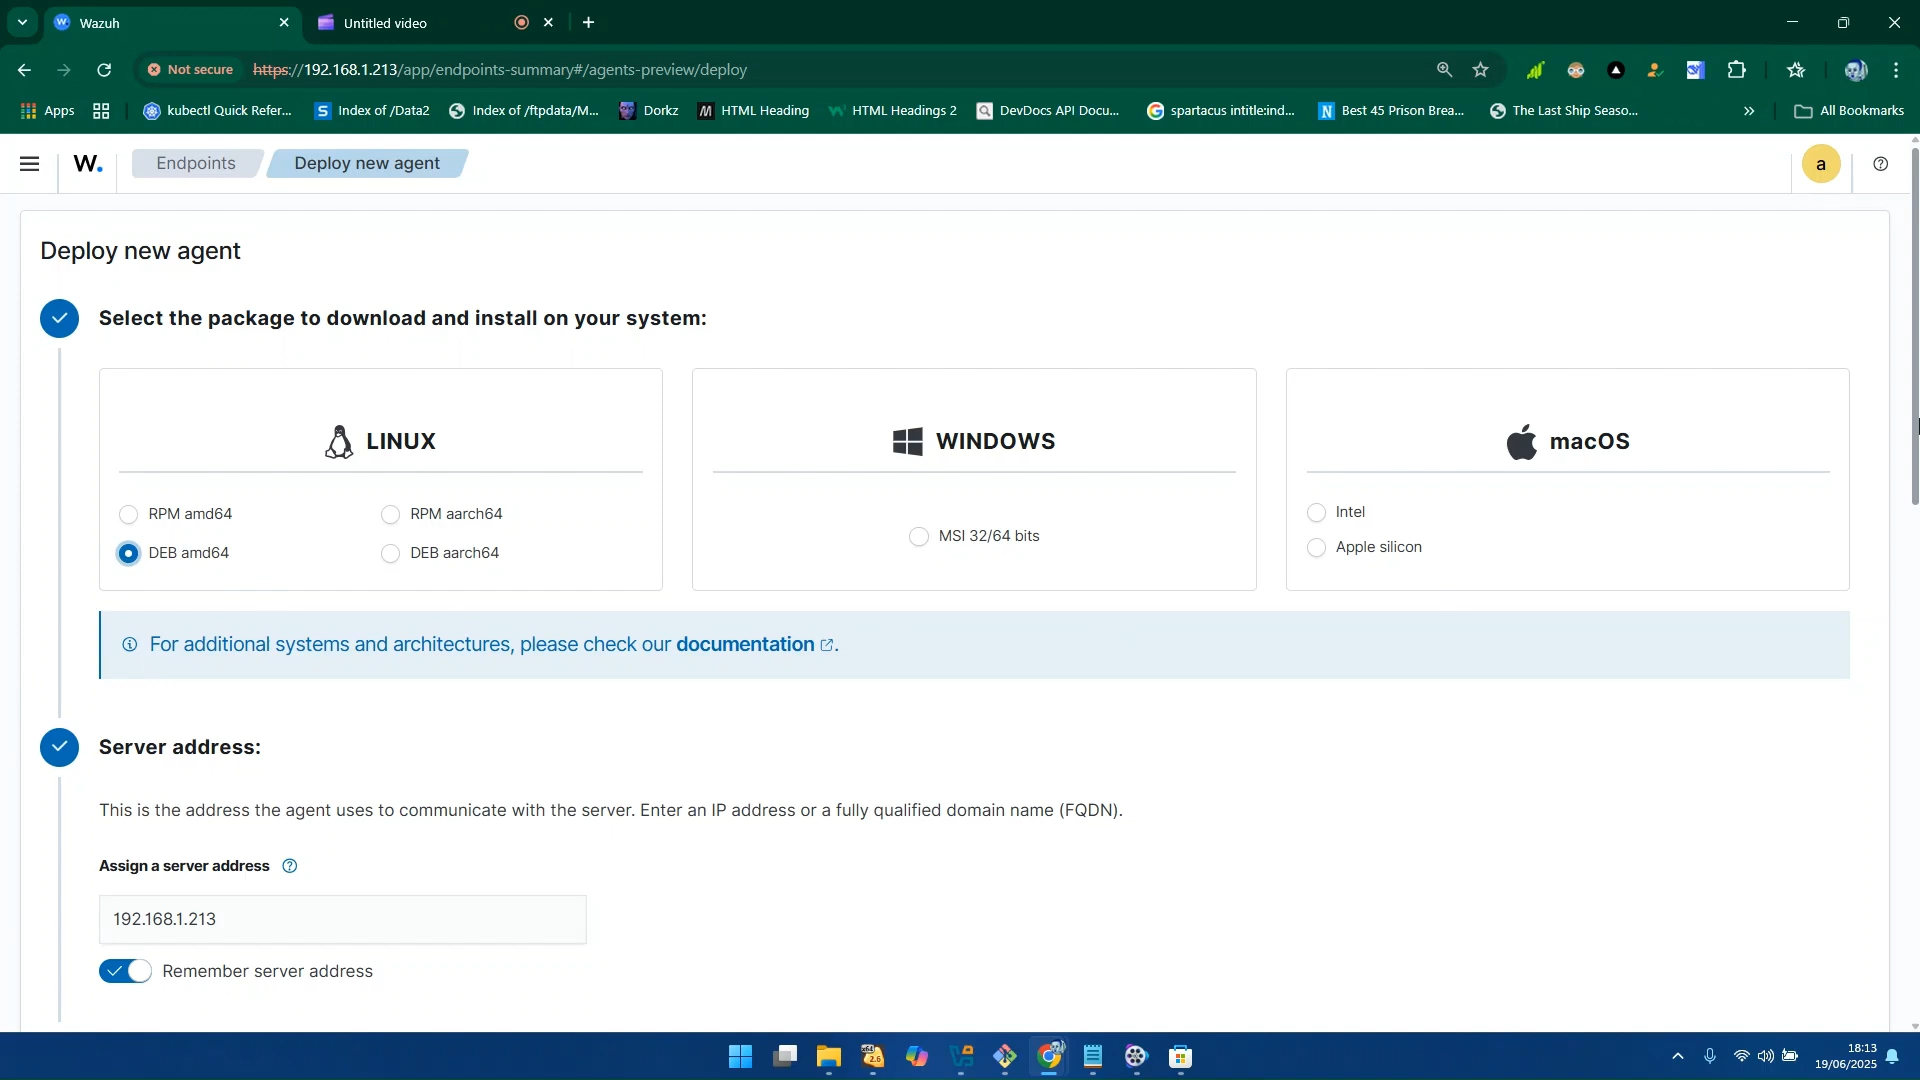 Wazuh
Untitled video
Not secure
https://192.168.1.213/app/endpoints-summary#/agents-preview/deploy
Apps
kubectl Quick Refer...
Index of /Data2
Index of /ftpdata/M...
Dorkz
HTML Heading
HTML Headings 2
DevDocs API Docu...
spartacus intitle:ind...
Best 45 Prison Brea...
The Last Ship Seaso...
»
All Bookmarks
W.
Endpoints
Deploy new agent
a
Deploy new agent
Select the package to download and install on your system:
LINUX
WINDOWS
macOS
RPM amd64
RPM aarch64
Intel
MSI 32/64 bits
DEB amd64
DEB aarch64
Apple silicon
For additional systems and architectures, please check our documentation.
Server address:
This is the address the agent uses to communicate with the server. Enter an IP address or a fully qualified domain name (FQDN).
Assign a server address
192.168.1.213
Remember server address
18:13
19/06/2025